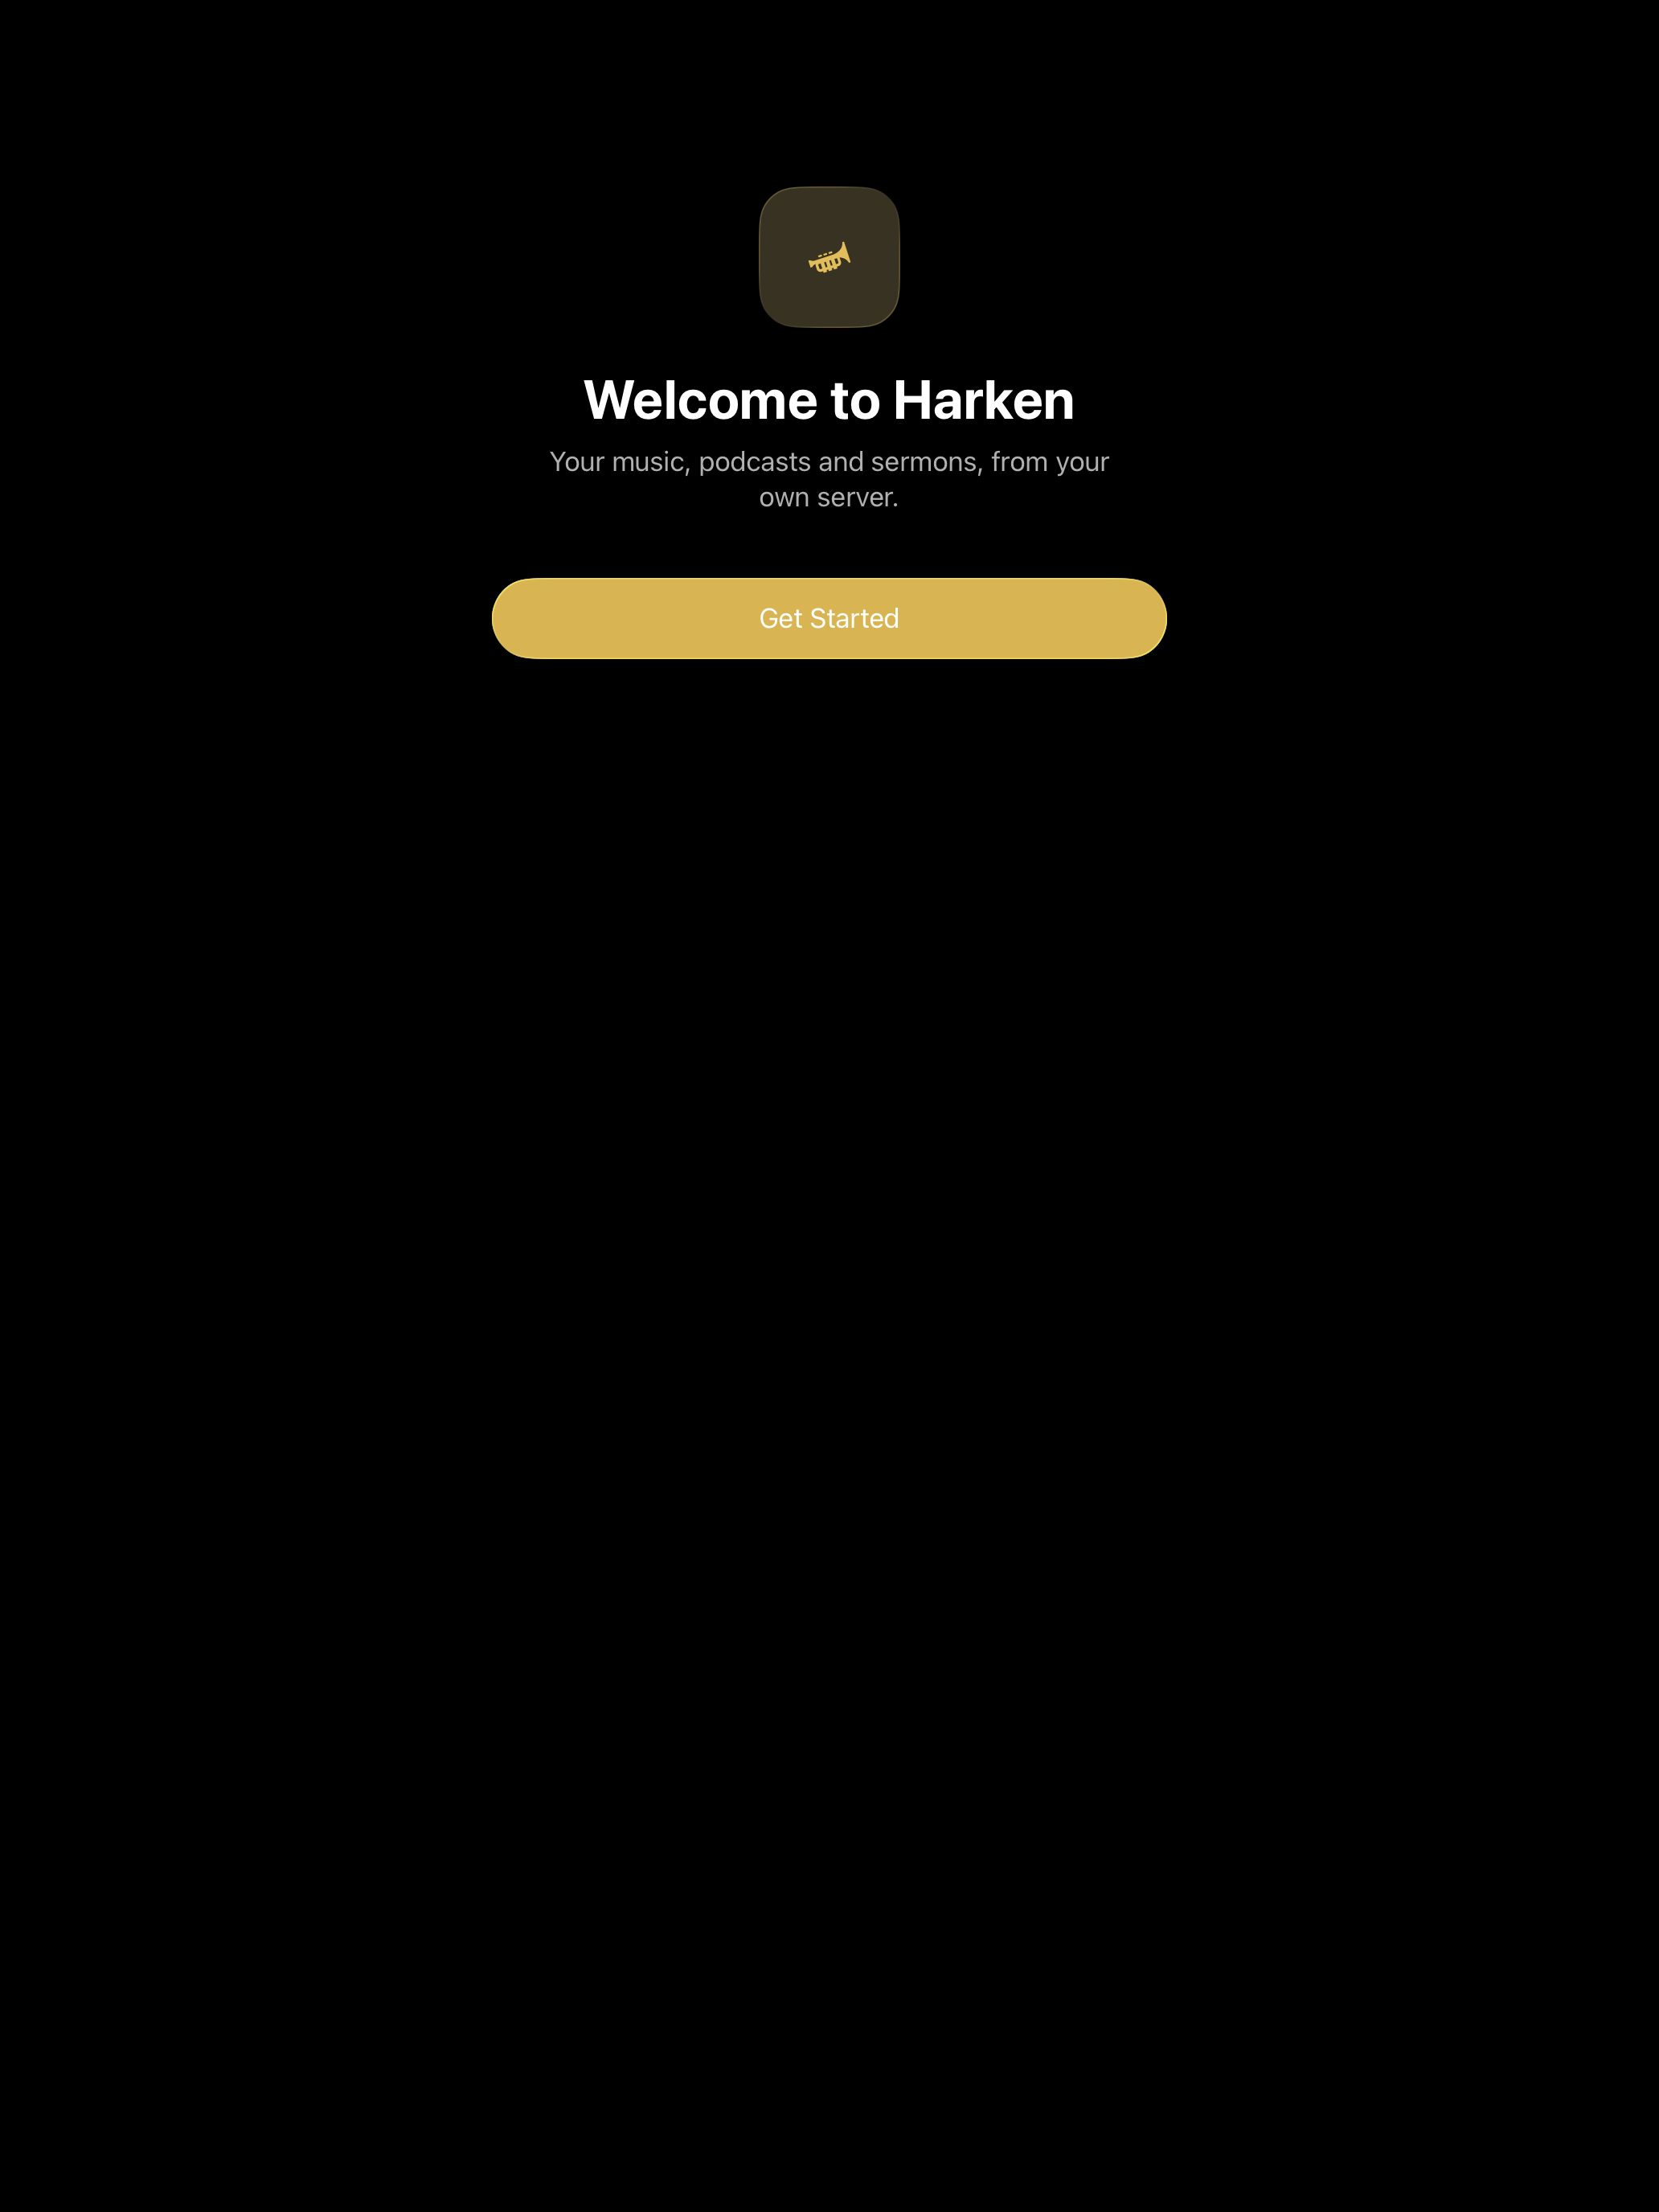 Welcome to Harken
Your music, podcasts and sermons, from your
own server.
Get Started